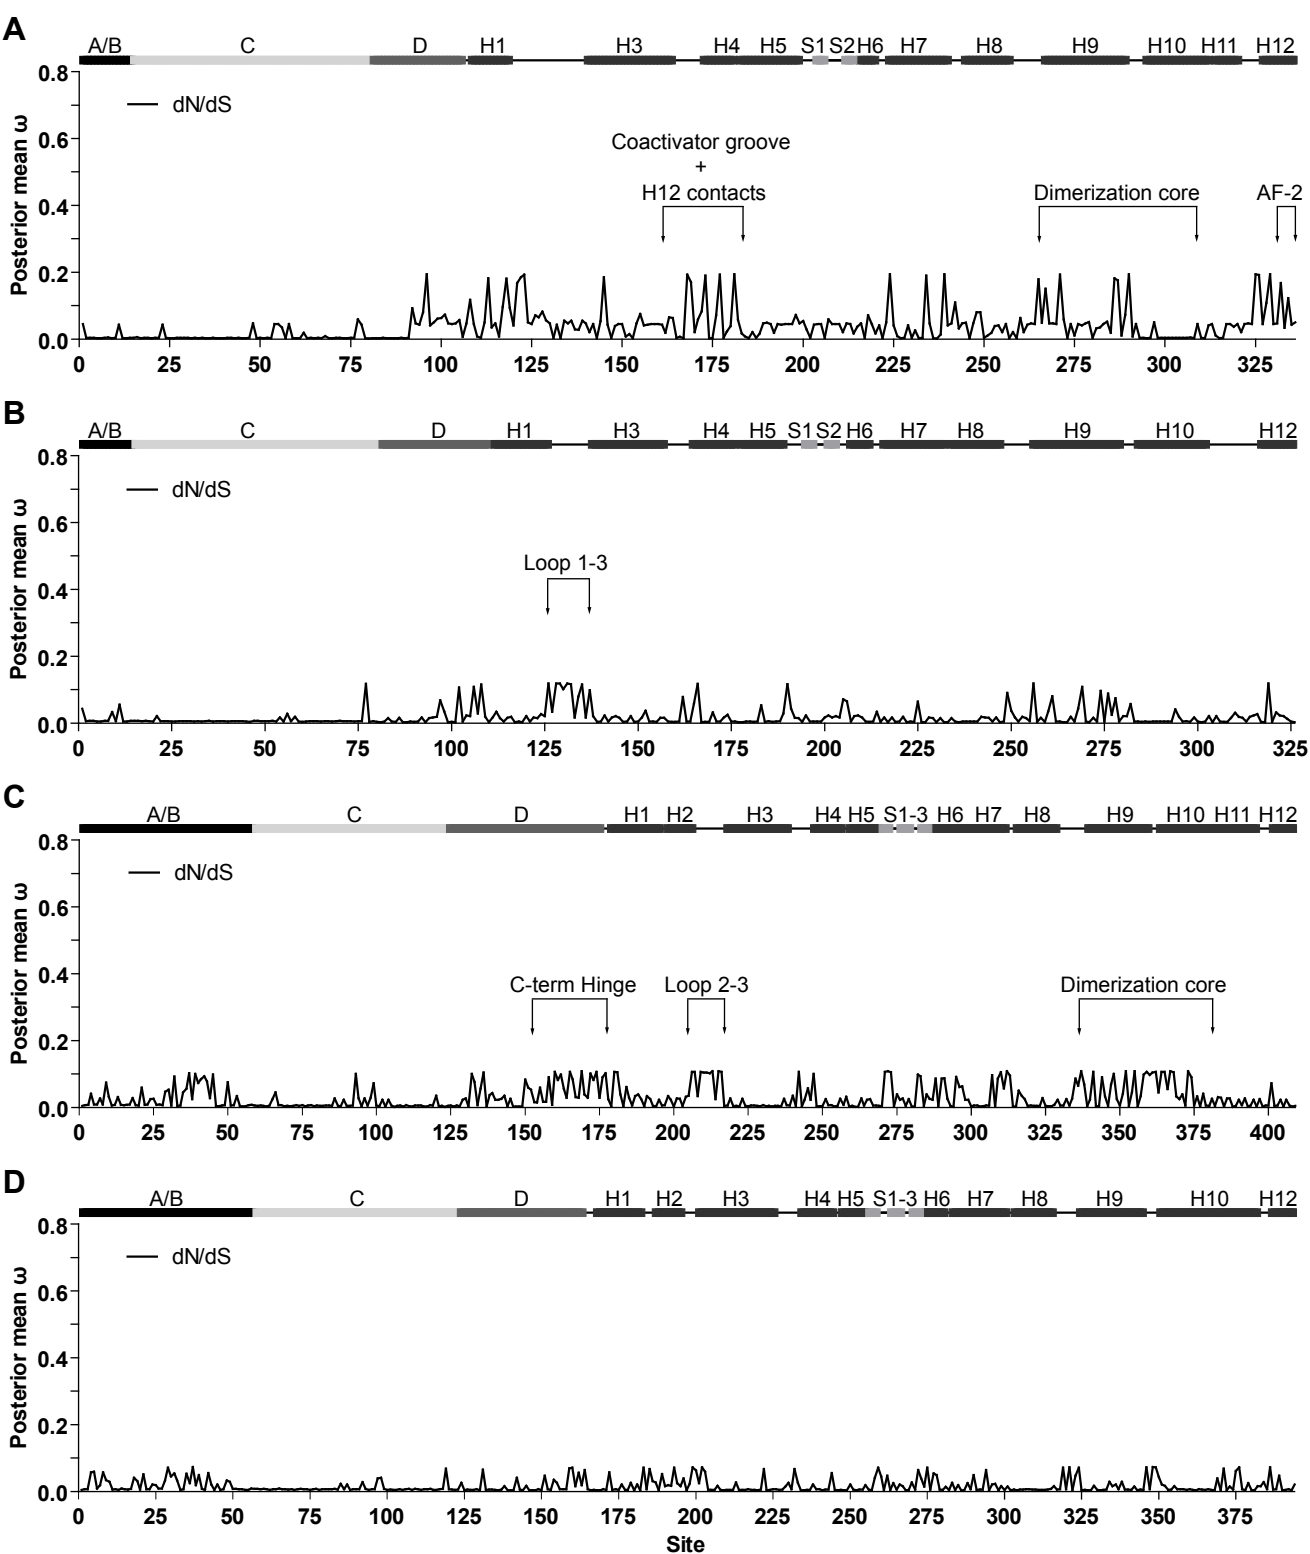 A
A/B C D H1 H3 H4 H5 S1 S2 H6 H7 H8 H9 H10 H11 H12
0.8
dN/dS
0.6
Coactivator groove
+
H12 contacts Dimerization core AF-2
0.4
0.2
0.0
Posterior mean ω
0 25 50 75 100 125 150 175 200 225 250 275 300 325
B
A/B C D H1 H3 H4 H5 S1 S2 H6 H7 H8 H9 H10 H12
0.8
dN/dS
0.6
Loop 1-3
0.4
0.2
0.0
Posterior mean ω
0 25 50 75 100 125 150 175 200 225 250 275 300 325
C
A/B C D H1 H2 H3 H4 H5 S1-3 H6 H7 H8 H9 H10 H11 H12
0.8
dN/dS
0.6
0.4
C-term Hinge Loop 2-3 Dimerization core
0.2
0.0
Posterior mean ω
0 25 50 75 100 125 150 175 200 225 250 275 300 325 350 375 400
D
A/B C D H1 H2 H3 H4 H5 S1-3 H6 H7 H8 H9 H10 H12
0.8
dN/dS
0.6
0.4
0.2
0.0
Posterior mean ω
0 25 50 75 100 125 150 175 200 225 250 275 300 325 350 375
Site